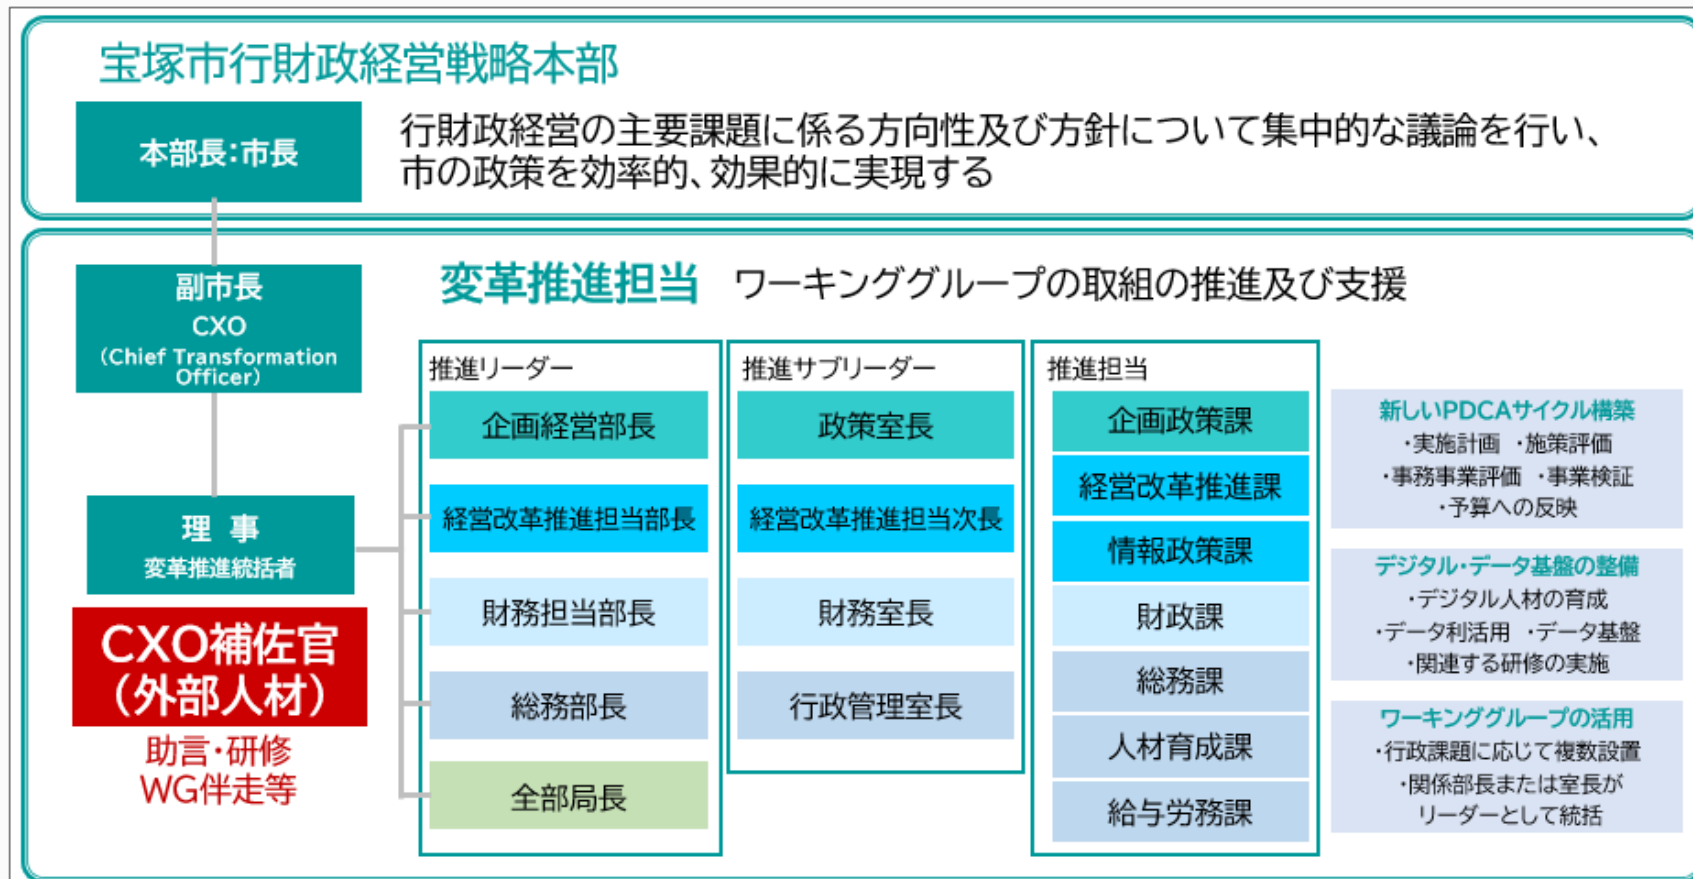 宝塚市行財政経営戦略本部
本部長:市長
行財政経営の主要課題に係る方向性及び方針について集中的な議論を行い、
市の政策を効率的、効果的に実現する
副市長
CXO
(Chief Transformation
Officer)
変革推進担当 ワーキンググループの取組の推進及び支援
理 事
変革推進統括者
CXO補佐官
(外部人材)
助言・研修
WG伴走等
推進リーダー
企画経営部長
経営改革推進担当部長
財務担当部長
総務部長
全部局長
推進サブリーダー
政策室長
経営改革推進担当次長
財務室長
行政管理室長
推進担当
企画政策課
経営改革推進課
情報政策課
財政課
総務課
人材育成課
給与労務課
新しいPDCAサイクル構築
・実施計画 ・施策評価
・事務事業評価 ・事業検証
・予算への反映
デジタル・データ基盤の整備
・デジタル人材の育成
・データ利活用 ・データ基盤
・関連する研修の実施
ワーキンググループの活用
・行政課題に応じて複数設置
・関係部長または室長が
リーダーとして統括